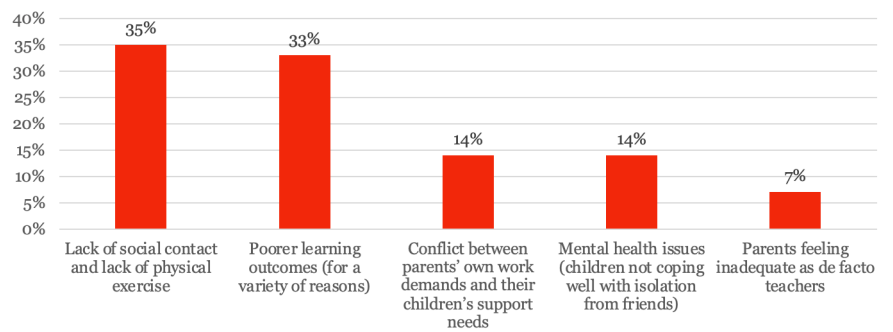 40%
35%
30%
25%
20%
15%
10%
5%
0%
35%
33%
14%
14%
7%
Lack of social contact
and lack of physical
exercise
Poorer learning
outcomes (for a
variety of reasons)
Conflict between
parents' own work
demands and their
children's support
needs
Mental health issues
(children not coping
well with isolation
from friends)
Parents feeling
inadequate as de facto
teachers